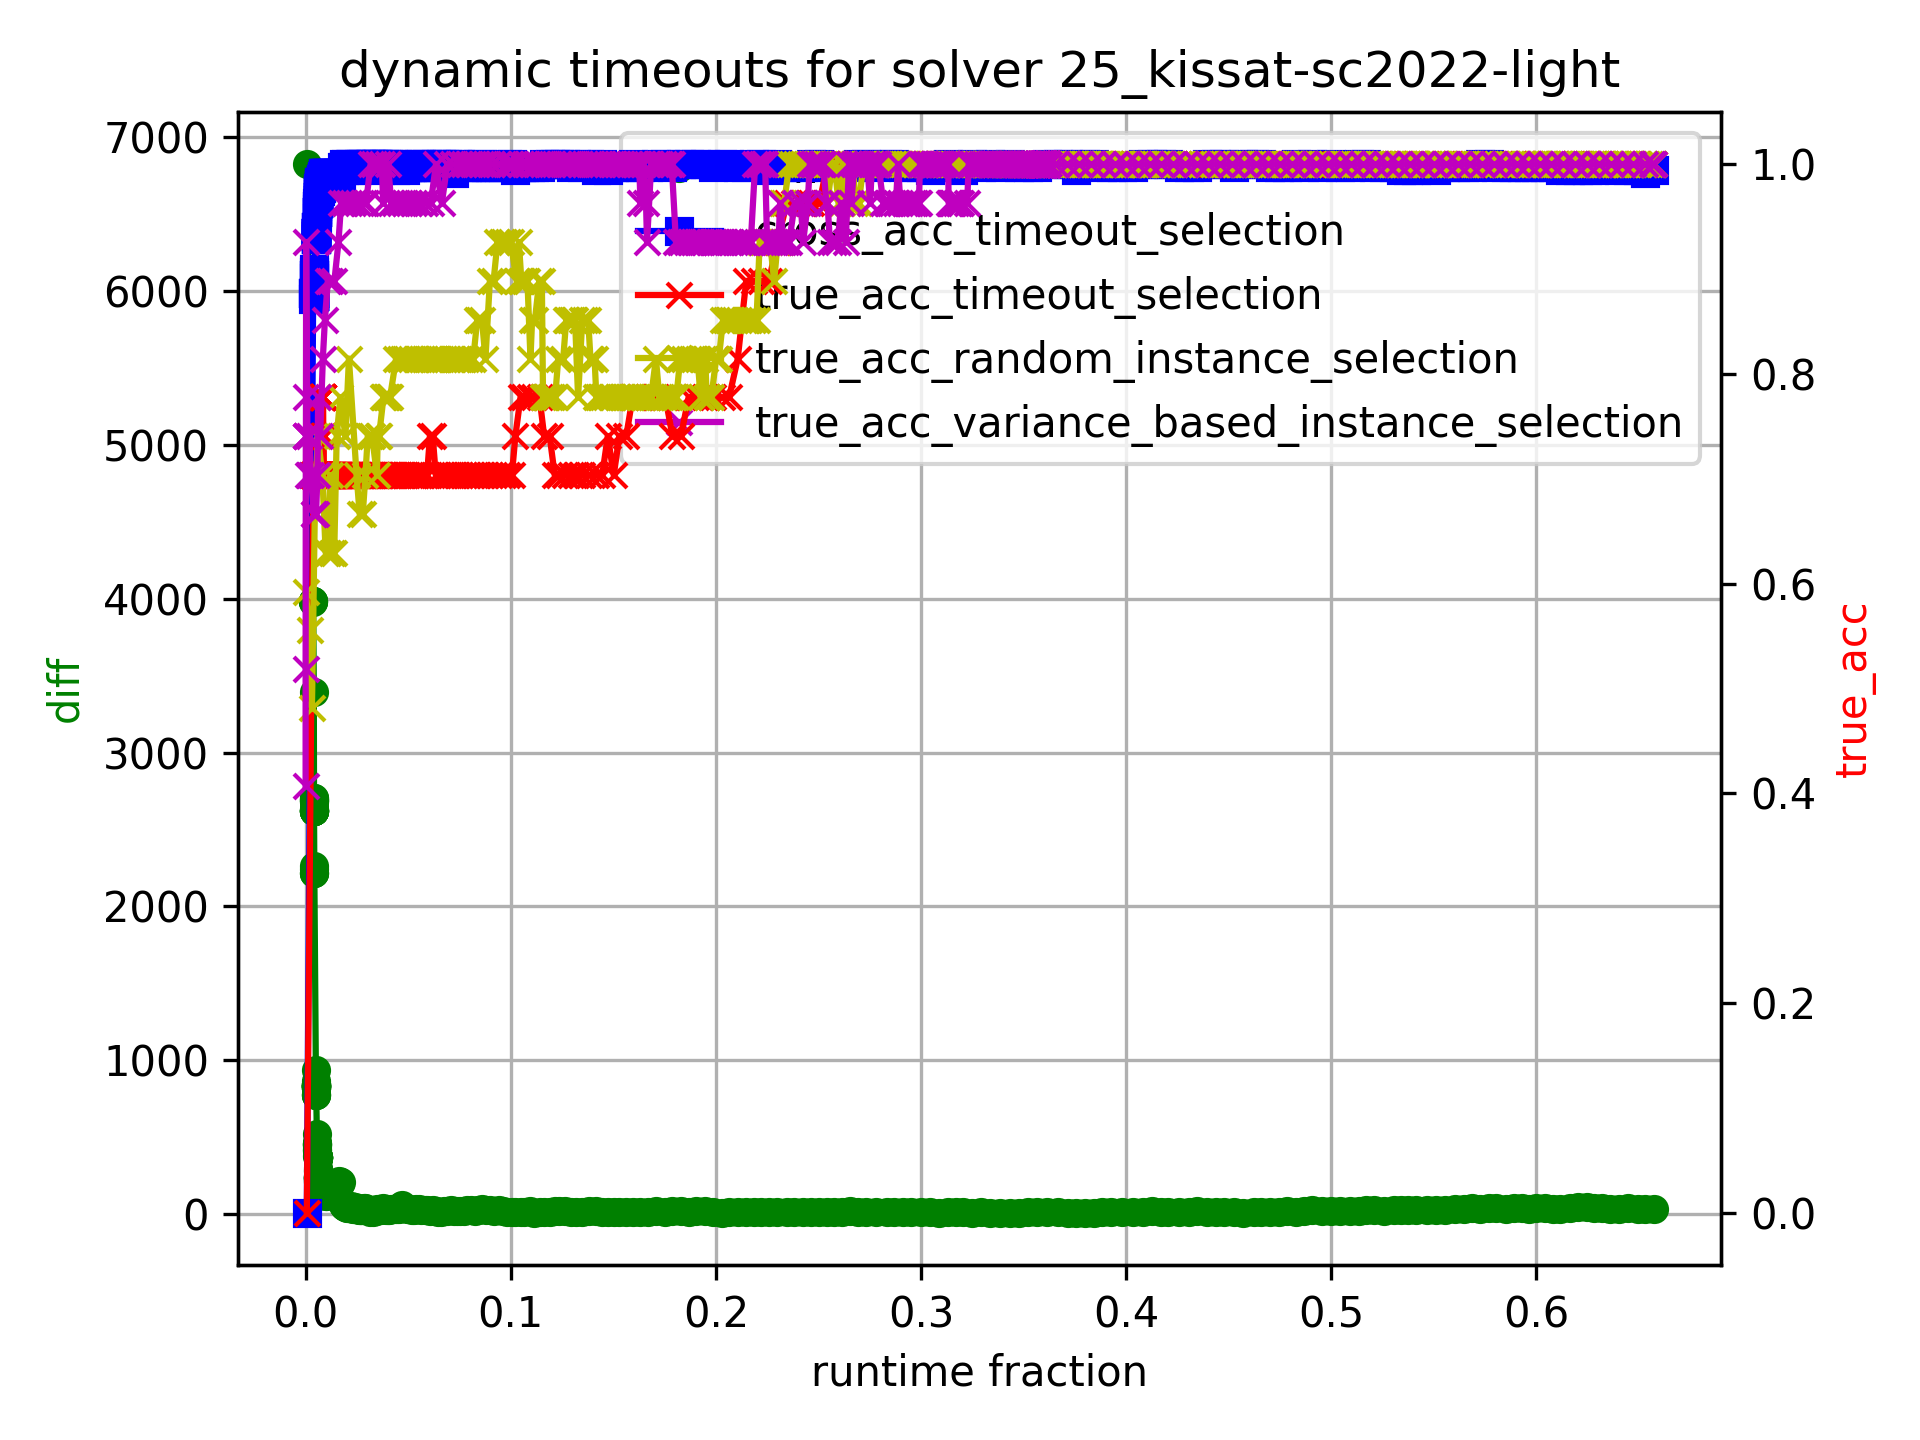 dynamic timeouts for solver 25_kissat-sc2022-light
7000
6000
5000
4000
3000
2000
1000
0
diff
1.0
0.8
0.6
0.4
0.2
0.0
true_acc
cross_acc_timeout_selection
true_acc_timeout_selection
true_acc_random_instance_selection
true_acc_variance_based_instance_selection
0.0 0.1 0.2 0.3 0.4 0.5 0.6
runtime fraction